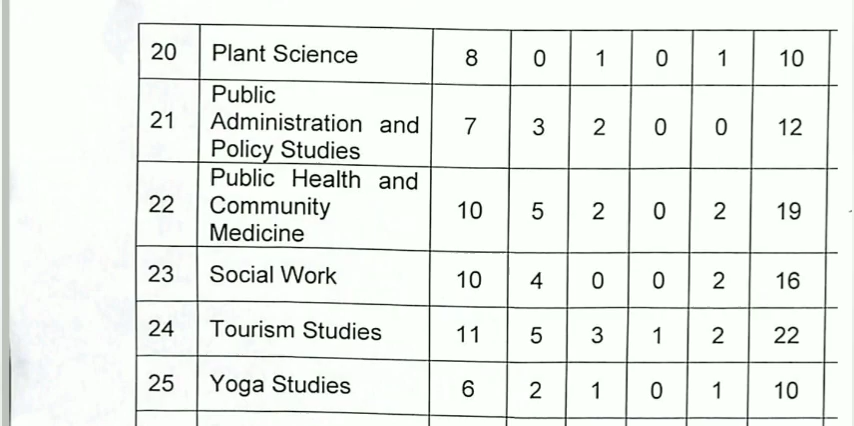 20 Plant Science 8 0 1 0 1 10
Public
21 Administration and 7 3 2 0 0 12
Policy Studies
Public Health and
22 Community 10 5 2 0 2 19
Medicine
23 Social Work 10 4 0 0 2 16
24 Tourism Studies 11 5 3 1 2 22
25 Yoga Studies 6 2 1 0 1 10